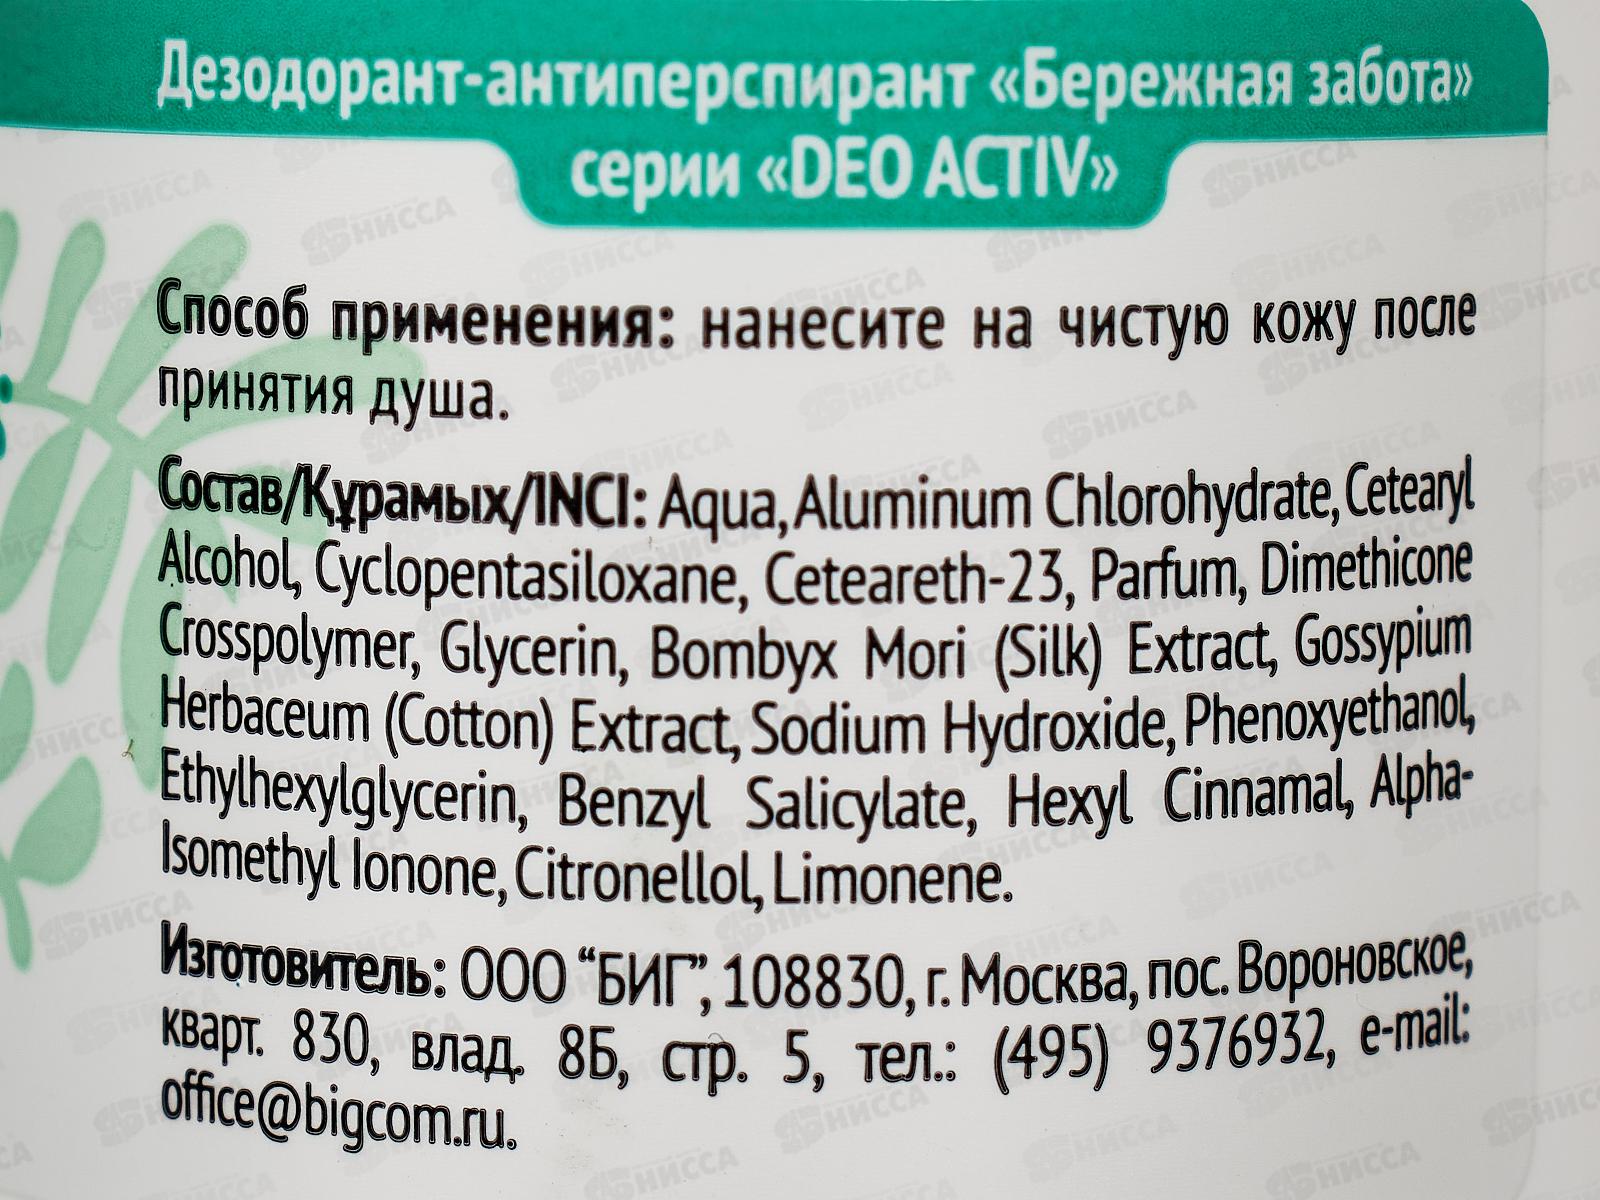 Дезодорант-антиперспирант «Бережная забота»
серии «DEO ACTIV»
Способ применения: нанесите на чистую кожу после
принятия душа.
Состав/Құрамых/INCI: Aqua, Aluminum Chlorohydrate, Cetearyl
Alcohol, Cyclopentasiloxane, Ceteareth-23, Parfum, Dimethicone
Crosspolymer, Glycerin, Bombyx Mori (Silk) Extract, Gossypium
Herbaceum (Cotton) Extract, Sodium Hydroxide, Phenoxyethanol,
Ethylhexylglycerin, Benzyl Salicylate, Hexyl Cinnamal, Alpha-
Isomethyl Ionone, Citronellol, Limonene.
Изготовитель: ООО “БИГ”, 108830, г. Москва, пос. Вороновское,
кварт. 830, влад. 8Б, стр. 5, тел.: (495) 9376932, e-mail:
office@bigcom.ru.